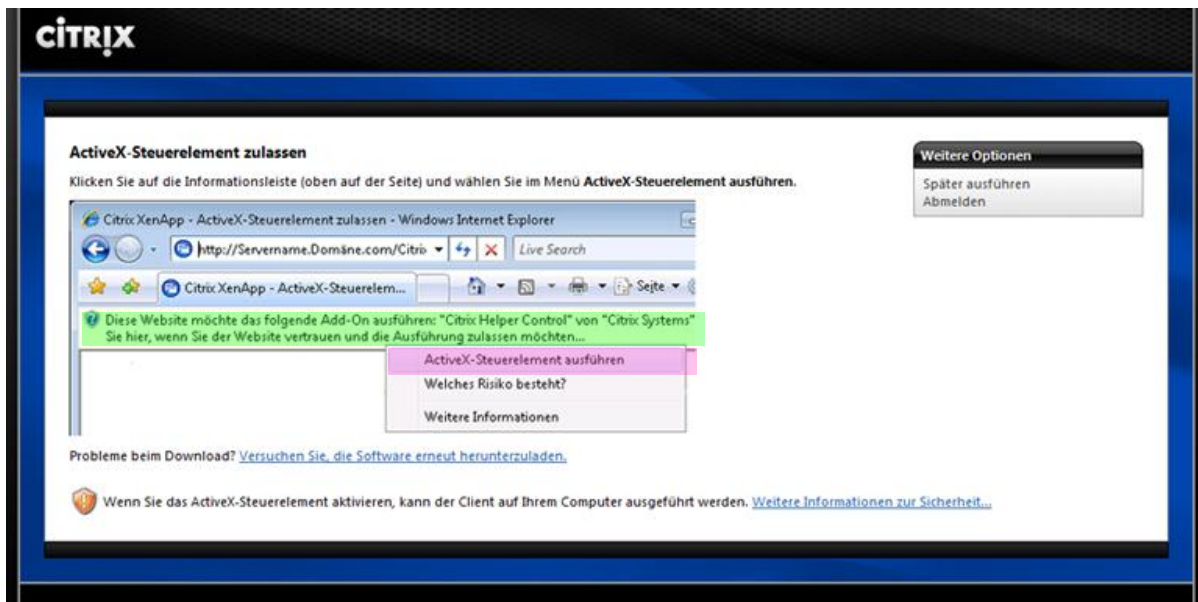 CİTRIX
ActiveX-Steuerelement zulassen
Klicken Sie auf die Informationsleiste (oben auf der Seite) und wählen Sie im Menü ActiveX-Steuerelement ausführen.
Citrix XenApp - ActiveX-Steuerelement zulassen - Windows Internet Explorer
http://Servername.Domäne.com/Citri
Live Search
Citrix XenApp - ActiveX-Steuerelem...
Seite
Diese Website möchte das folgende Add-On ausführen: "Citrix Helper Control" von "Citrix Systems"
Sie hier, wenn Sie der Website vertrauen und die Ausführung zulassen möchten...
ActiveX-Steuerelement ausführen
Welches Risiko besteht?
Weitere Informationen
Probleme beim Download? Versuchen Sie, die Software erneut herunterzuladen.
Wenn Sie das ActiveX-Steuerelement aktivieren, kann der Client auf Ihrem Computer ausgeführt werden. Weitere Informationen zur Sicherheit...
Weitere Optionen
Später ausführen
Abmelden